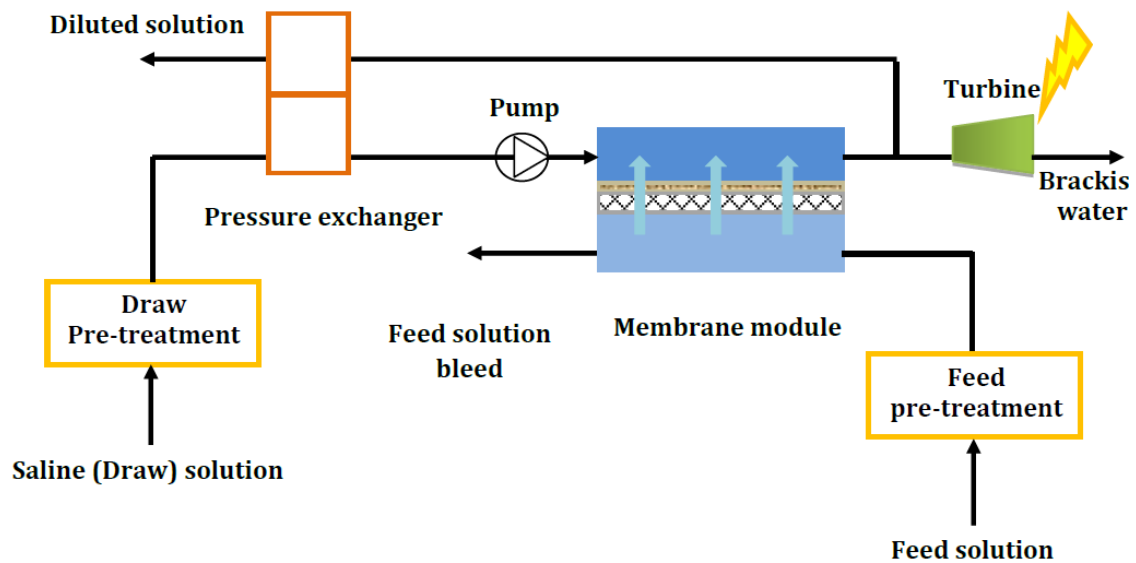 Diluted solution
Turbine
Pump
Brackis
water
Pressure exchanger
Draw
Pre-treatment
Membrane module
Feed solution
bleed
Feed
pre-treatment
Saline (Draw) solution
Feed solution